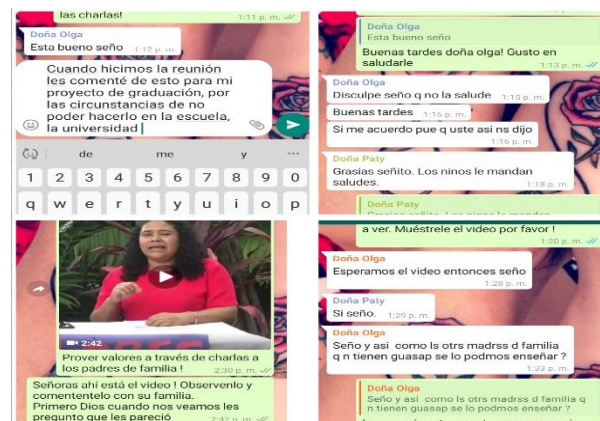 las charlas!
1:11 p. m.
Doña Olga
Esta bueno seño 1:12 p. m.
Cuando hicimos la reunión
les comenté de esto para mi
proyecto de graduación, por
las circunstancias de no
poder hacerlo en la escuela,
la universidad
de me y
1 2 3 4 5 6 7 8 9 0
q w e r t y u i o p
Doña Olga
Esta bueno seño
Buenas tardes doña olga! Gusto en
saludarle 1:13 p. m.
Doña Olga
Disculpe seño q no la salude 1:15 p. m.
Buenas tardes 1:16 p. m.
Si me acuerdo pue q uste asi ns dijo
1:16 p. m.
Doña Paty
Grasias señito. Los ninos le mandan
saludes. 1:18 p. m.
Doña Paty
2:42
Prover valores a través de charlas a
los padres de familia ! 2:30 p. m.
Señoras ahí está el video ! Observenlo y
comententelo con su familia.
Primero Dios cuando nos veamos les
pregunto que les pareció 2:42 p. m.
a ver. Muéstrele el video por favor !
1:20 p. m.
Doña Olga
Esperamos el video entonces seño
1:28 p. m.
Doña Paty
Si seño. 1:29 p. m.
Doña Olga
Seño y asi como ls otrs madrss d familia
q n tienen guasap se lo podmos enseñar ?
1:33 p. m.
Doña Olga
Seño y asi como ls otrs madrss d familia q
n tienen guasap se lo podmos enseñar ?